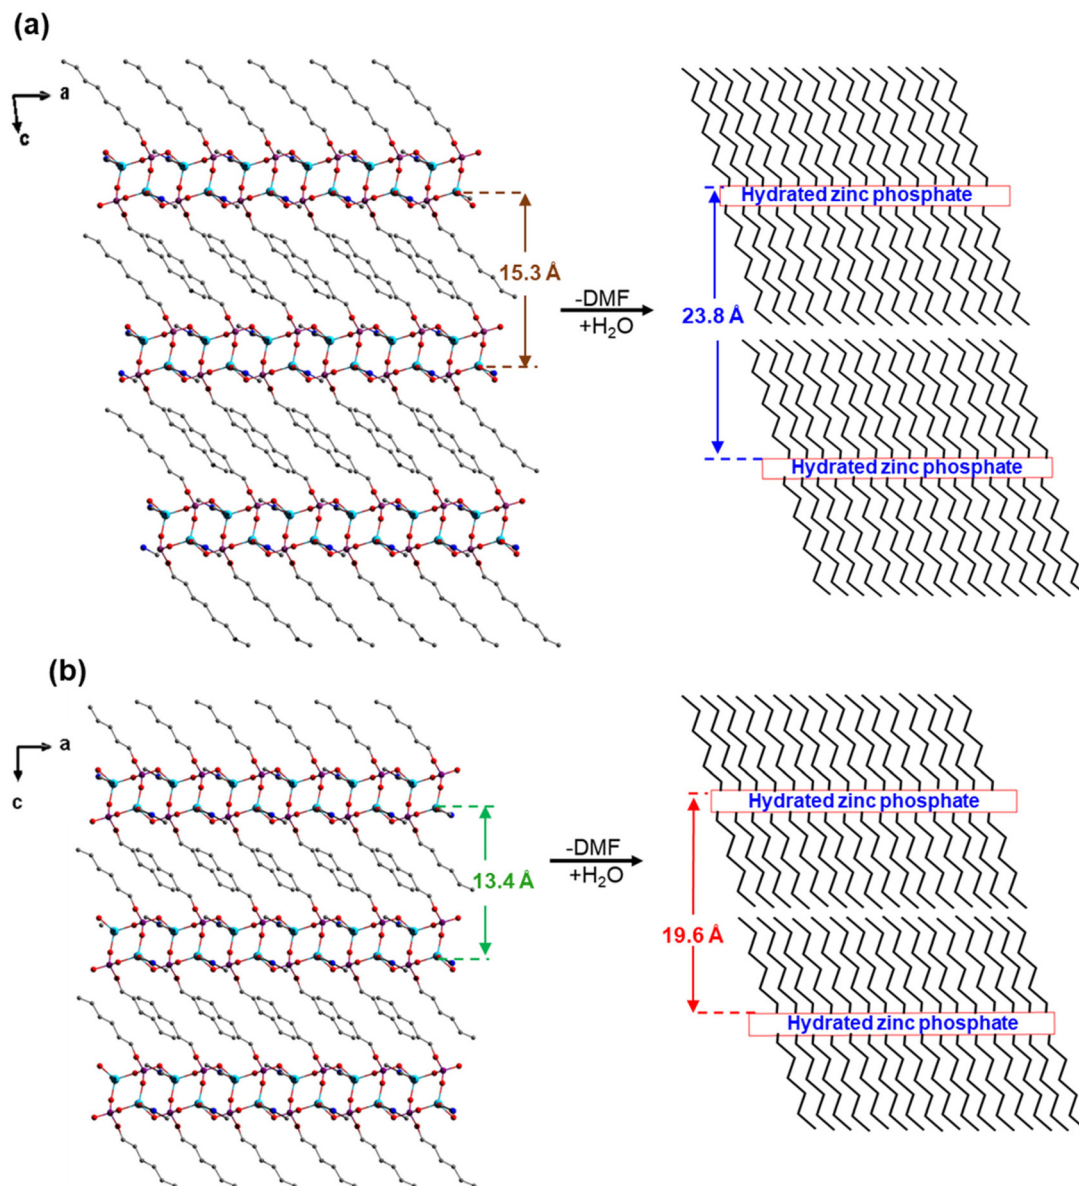 (a)
a
c
15.3 Å
-DMF
+H₂O
Hydrated zinc phosphate
23.8 Å
Hydrated zinc phosphate
(b)
a
c
13.4 Å
-DMF
+H₂O
Hydrated zinc phosphate
19.6 Å
Hydrated zinc phosphate